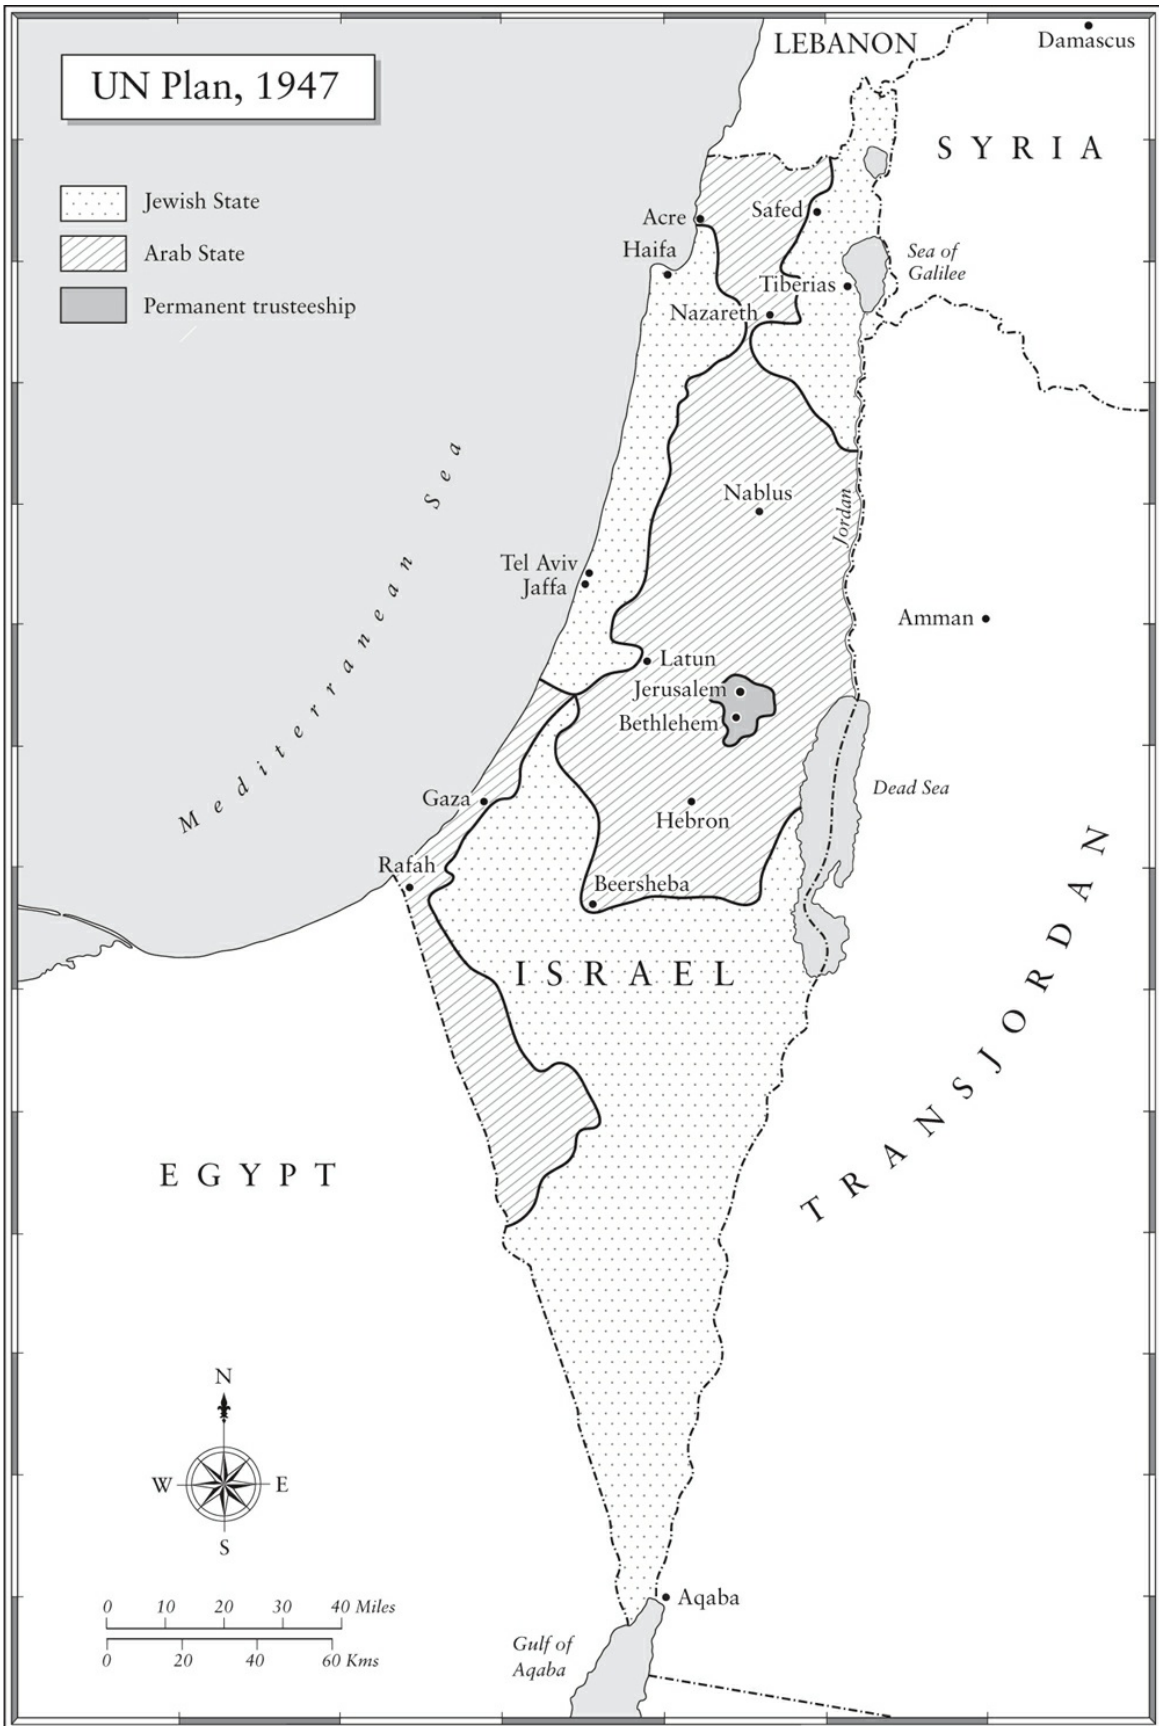 UN Plan, 1947
Jewish State
Arab State
Permanent trusteeship
LEBANON
Damascus
SYRIA
Acre
Safed
Haifa
Sea of
Galilee
Tiberias
Nazareth
Mediterranean Sea
Nablus
Jordan
Tel Aviv
Jaffa
Amman
Latun
Jerusalem
Bethlehem
Dead Sea
Gaza
Hebron
Rafah
Beersheba
ISRAEL
TRANSJORDAN
EGYPT
N
W E
S
Aqaba
0 10 20 30 40 Miles
0 20 40 60 Kms
Gulf of
Aqaba